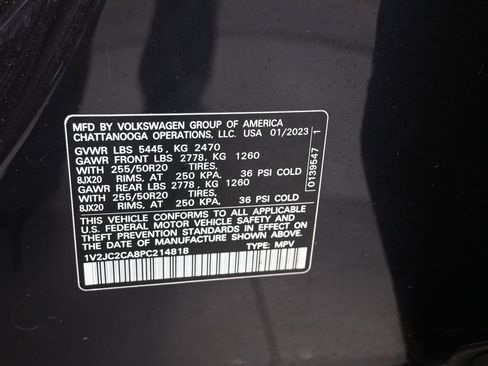 MFD BY VOLKSWAGEN GROUP OF AMERICA
CHATTANOOGA OPERATIONS, LLC. USA 01/2023
GVWR LBS 5445, KG 2470
GAWR FRONT LBS 2778, KG 1260
WITH 255/50R20 TIRES,
8JX20 RIMS, AT 250 KPA, 36 PSI COLD
GAWR REAR LBS 2778, KG 1260
WITH 255/50R20 TIRES,
8JX20 RIMS, AT 250 KPA, 36 PSI COLD
THIS VEHICLE CONFORMS TO ALL APPLICABLE
U.S. FEDERAL MOTOR VEHICLE SAFETY AND
THEFT PREVENTION STANDARDS IN EFFECT ON
THE DATE OF MANUFACTURE SHOWN ABOVE.
1V2JC2CA8PC214818 TYPE: MPV
0139547 1